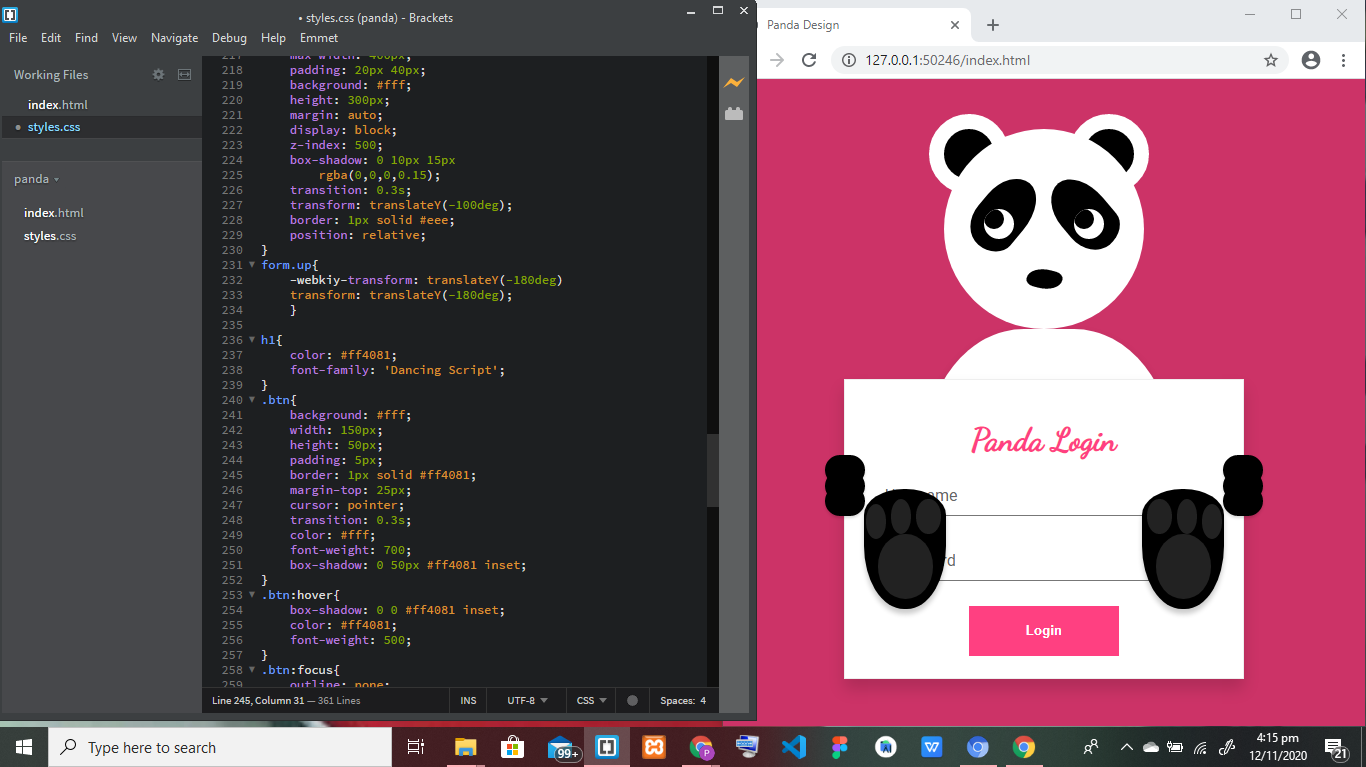 • styles.css (panda) - Brackets
File Edit Find View Navigate Debug Help Emmet
Working Files
index.html
• styles.css
panda
index.html
styles.css
217 max-width: 400px;
218 padding: 20px 40px;
219 background: #fff;
220 height: 300px;
221 margin: auto;
222 display: block;
223 z-index: 500;
224 box-shadow: 0 10px 15px
225 rgba(0,0,0,0.15);
226 transition: 0.3s;
227 transform: translateY(-100deg);
228 border: 1px solid #eee;
229 position: relative;
230 }
231 form.up{
232 -webkiy-transform: translateY(-180deg)
233 transform: translateY(-180deg);
234 }
235
236 h1{
237 color: #ff4081;
238 font-family: 'Dancing Script';
239 }
240 .btn{
241 background: #fff;
242 width: 150px;
243 height: 50px;
244 padding: 5px;
245 border: 1px solid #ff4081;
246 margin-top: 25px;
247 cursor: pointer;
248 transition: 0.3s;
249 color: #fff;
250 font-weight: 700;
251 box-shadow: 0 50px #ff4081 inset;
252 }
253 .btn:hover{
254 box-shadow: 0 0 #ff4081 inset;
255 color: #ff4081;
256 font-weight: 500;
257 }
258 .btn:focus{
259 outline: none;
Line 245, Column 31 — 361 Lines
INS UTF-8 CSS Spaces: 4
Panda Design
127.0.0.1:50246/index.html
Panda Login
Login
Type here to search
99+
P
W
4:15 pm
12/11/2020
21